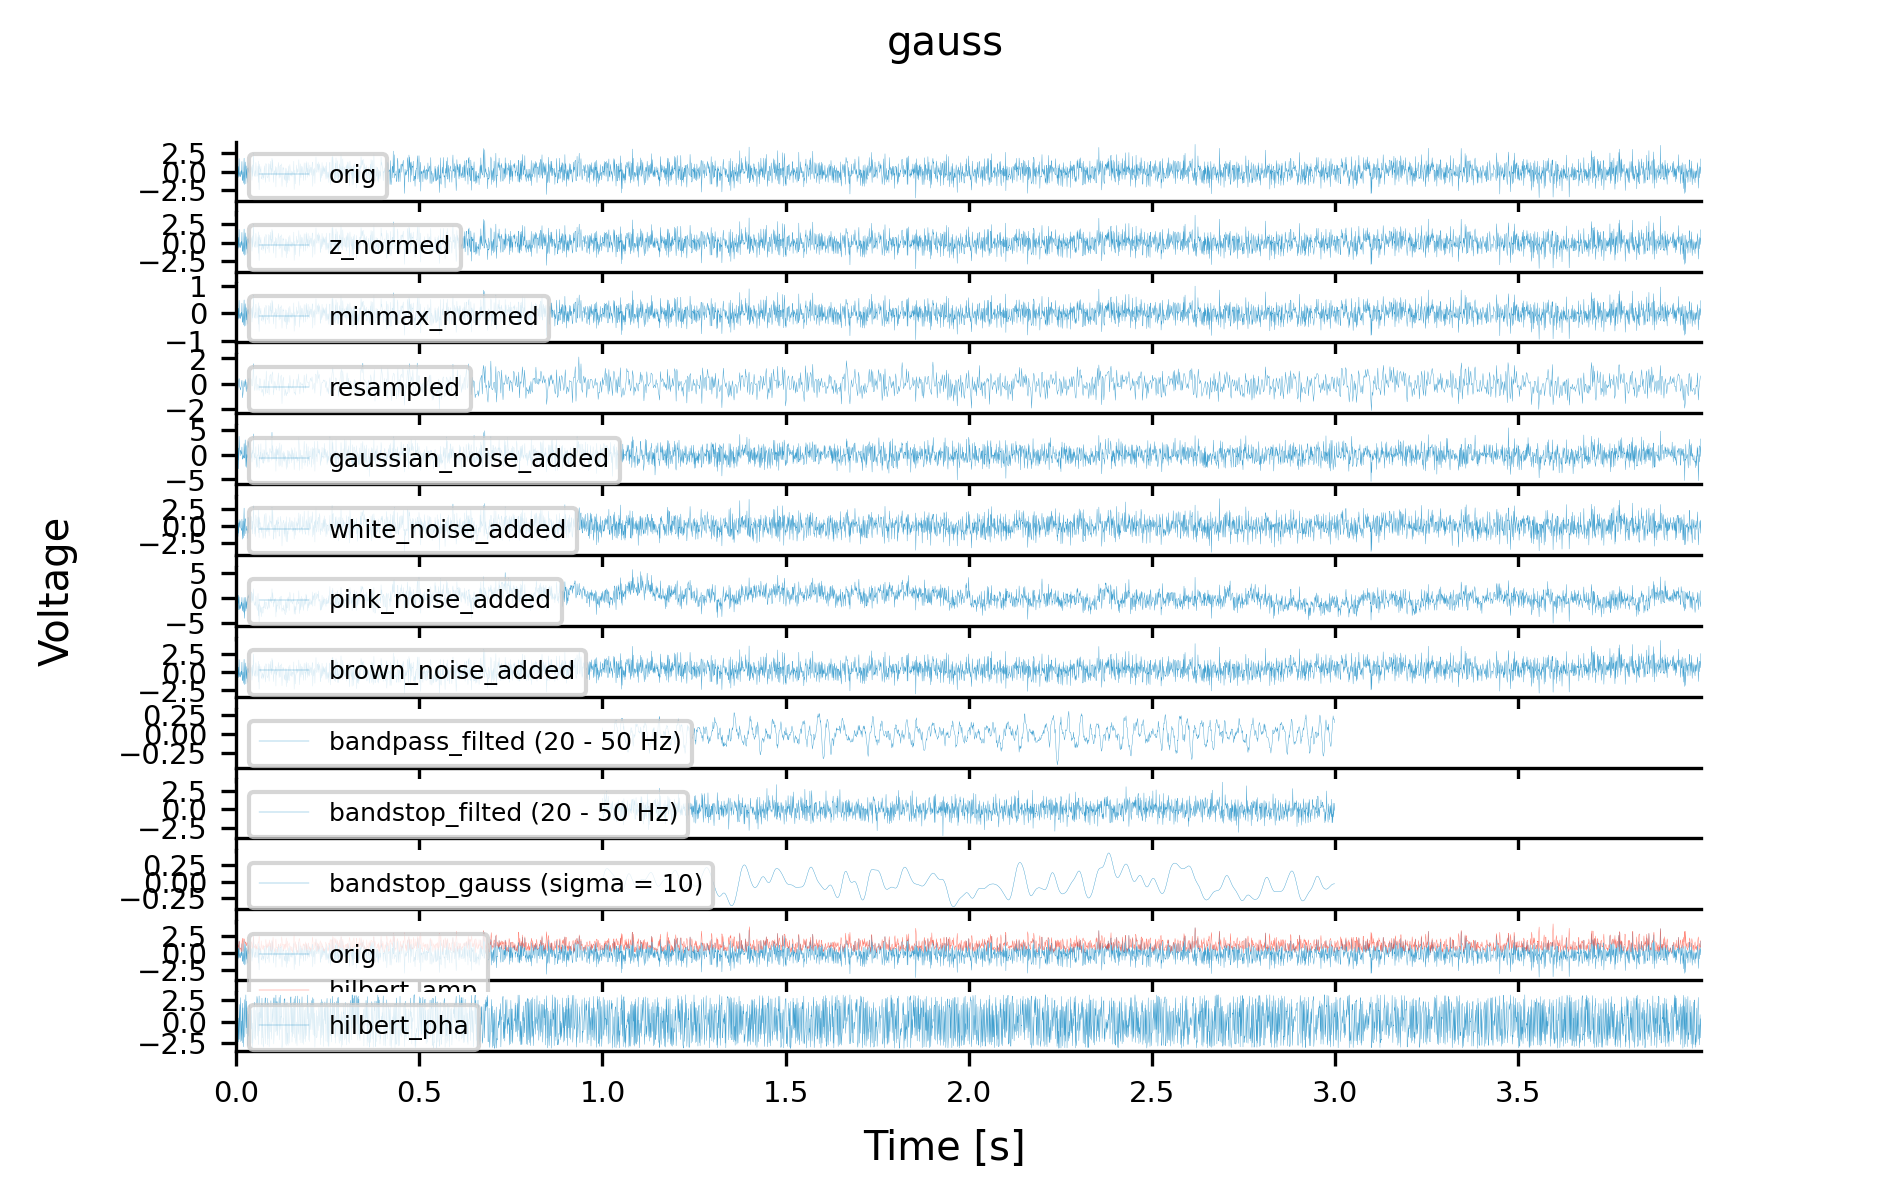 gauss
Voltage
2.5
0.0
−2.5
orig
2.5
0.0
−2.5
z_normed
1
0
−1
minmax_normed
2
0
−2
resampled
5
0
−5
gaussian_noise_added
2.5
0.0
−2.5
white_noise_added
5
0
−5
pink_noise_added
2.5
0.0
−2.5
brown_noise_added
0.25
0.00
−0.25
bandpass_filted (20 - 50 Hz)
2.5
0.0
−2.5
bandstop_filted (20 - 50 Hz)
0.25
0.00
−0.25
bandstop_gauss (sigma = 10)
2.5
0.0
−2.5
orig
hilbert_amp
2.5
0.0
−2.5
hilbert_pha
0.0 0.5 1.0 1.5 2.0 2.5 3.0 3.5
Time [s]